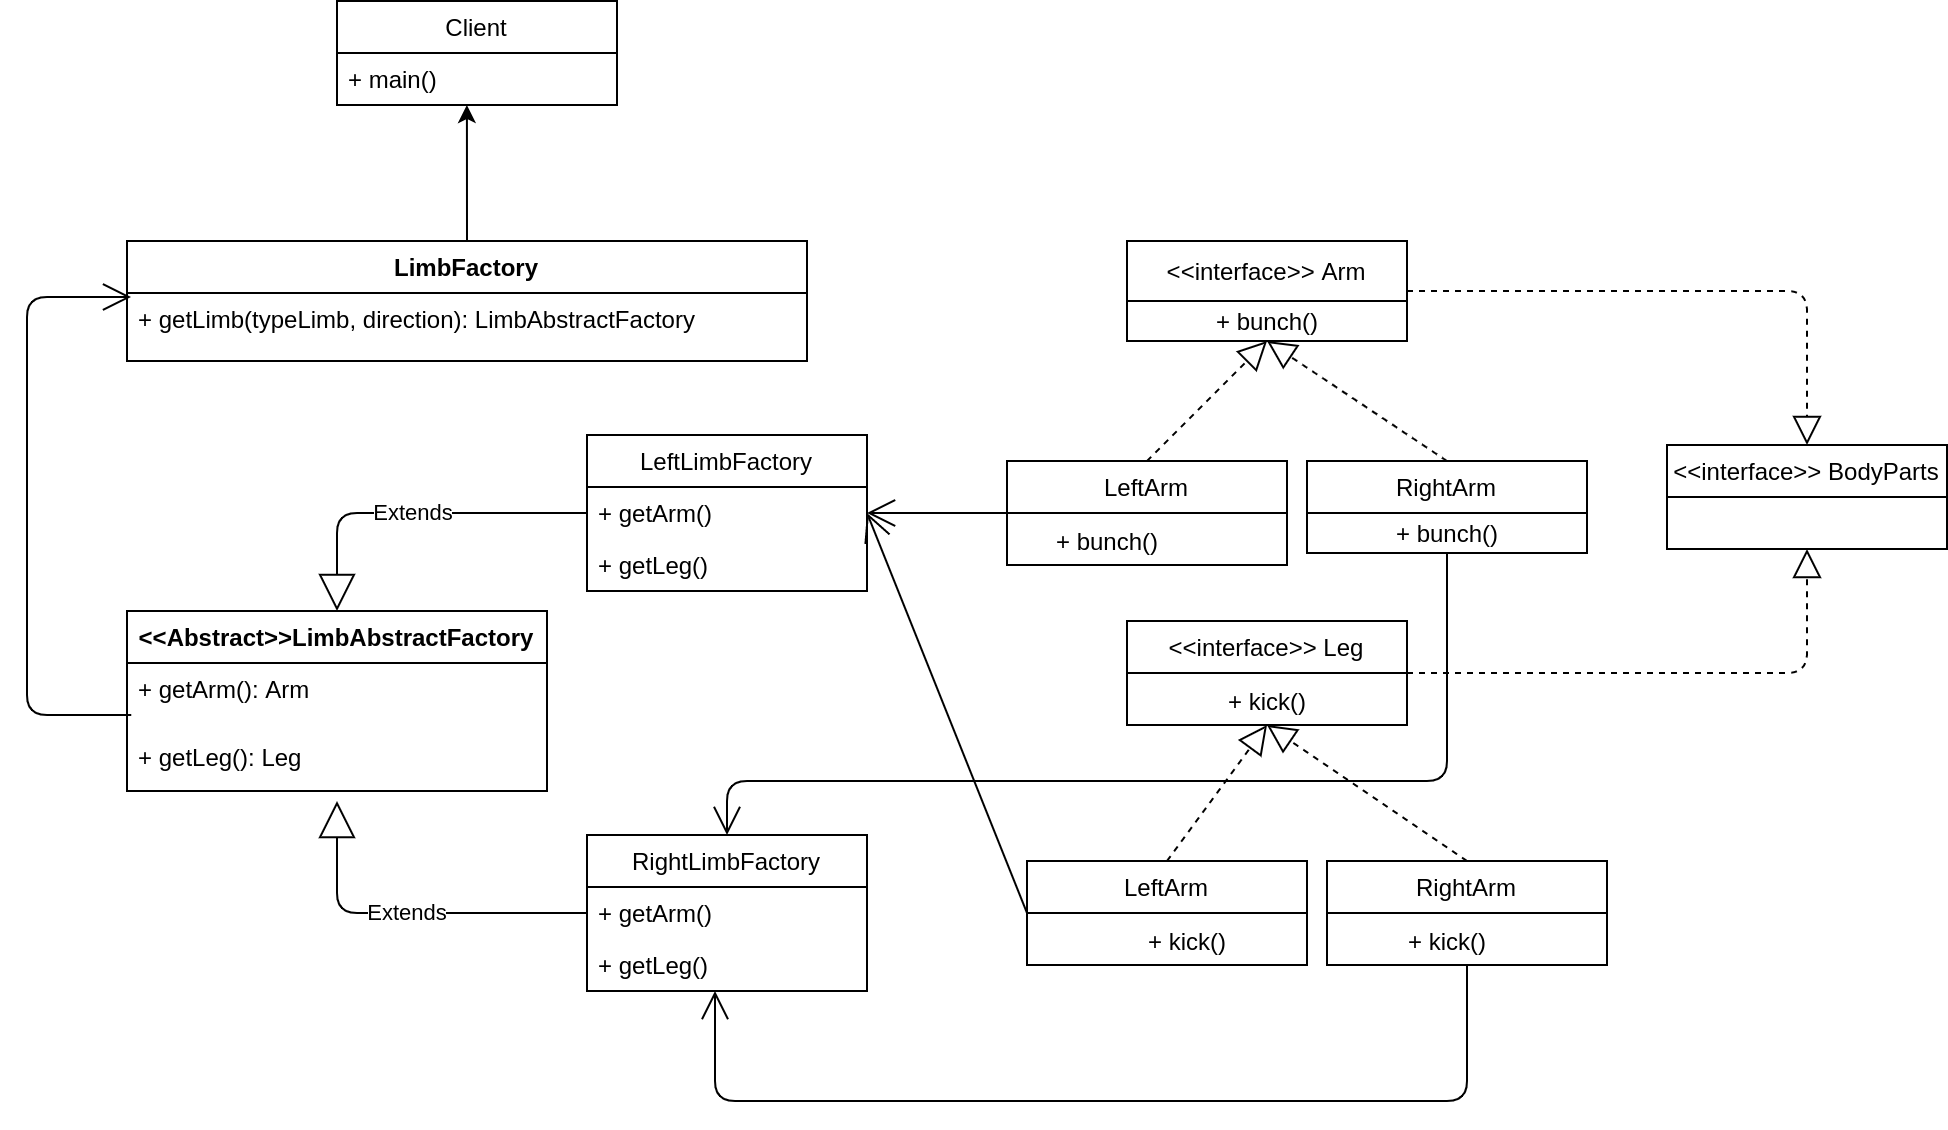 Client
+ main()
LimbFactory
+ getLimb(typeLimb, direction): LimbAbstractFactory
<<interface>> Arm
+ bunch()
LeftLimbFactory
+ getArm()
+ getLeg()
Extends
LeftArm
+ bunch()
RightArm
+ bunch()
<<interface>> BodyParts
<<Abstract>>LimbAbstractFactory
+ getArm(): Arm
+ getLeg(): Leg
<<interface>> Leg
+ kick()
Extends
RightLimbFactory
+ getArm()
+ getLeg()
LeftArm
+ kick()
RightArm
+ kick()